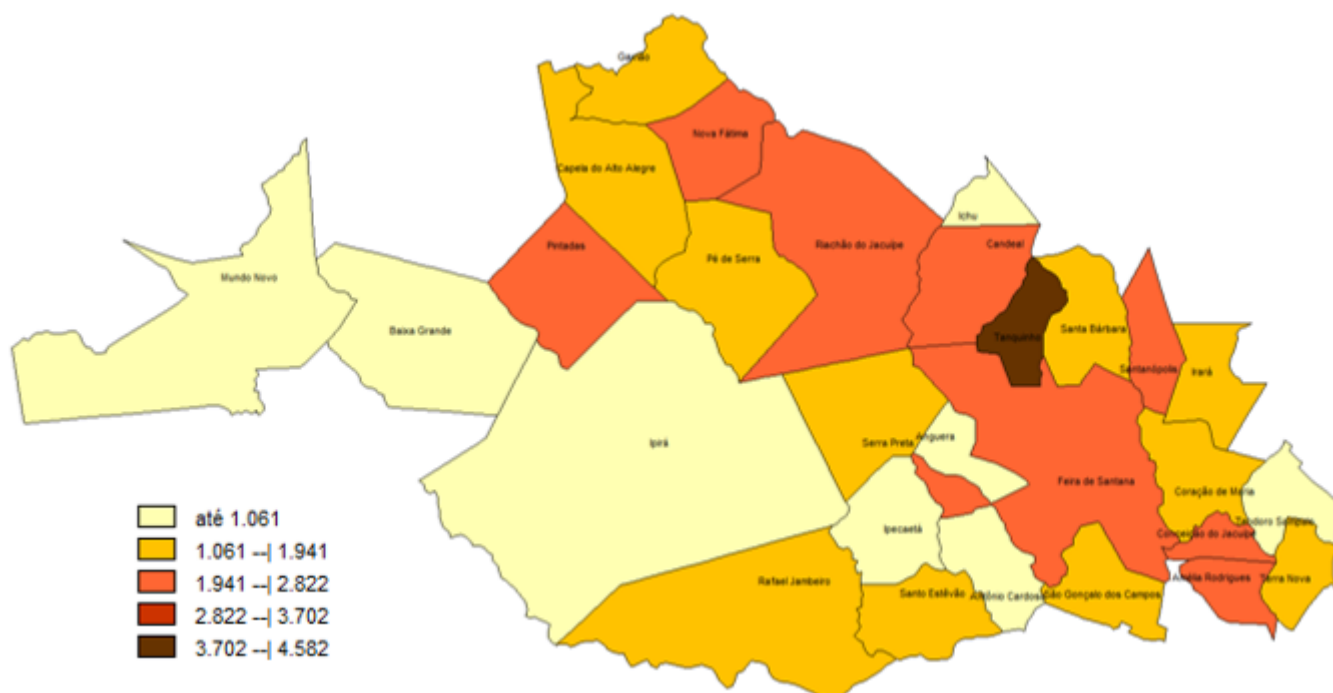 Gavião
Nova Fátima
Capela do Alto Alegre
Ichu
Pintadas
Riachão do Jacuípe
Candeal
Pé de Serra
Mundo Novo
Baixa Grande
Tanquinho
Santa Bárbara
Santanópolis
Irará
Ipirá
Serra Preta
Anguera
Feira de Santana
Coração de Maria
Teodoro Sampaio
Ipecaetá
Conceição do Jacuípe
Rafael Jambeiro
Santo Estêvão
Antônio Cardoso
São Gonçalo dos Campos
Amélia Rodrigues
Terra Nova
até 1.061
1.061 --| 1.941
1.941 --| 2.822
2.822 --| 3.702
3.702 --| 4.582